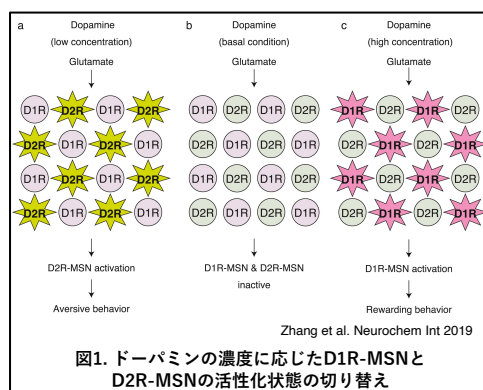 a
Dopamine
(low concentration)
Glutamate
D1R D2R D1R D2R
D2R D1R D2R D1R
D1R D2R D1R D2R
D2R D1R D2R D1R
D2R-MSN activation
Aversive behavior
b
Dopamine
(basal condition)
Glutamate
D1R D2R D1R D2R
D2R D1R D2R D1R
D1R D2R D1R D2R
D2R D1R D2R D1R
D1R-MSN & D2R-MSN
inactive
c
Dopamine
(high concentration)
Glutamate
D1R D2R D1R D2R
D2R D1R D2R D1R
D1R D2R D1R D2R
D2R D1R D2R D1R
D1R-MSN activation
Rewarding behavior
Zhang et al. Neurochem Int 2019
図1. ドーパミンの濃度に応じたD1R-MSNと
D2R-MSNの活性化状態の切り替え